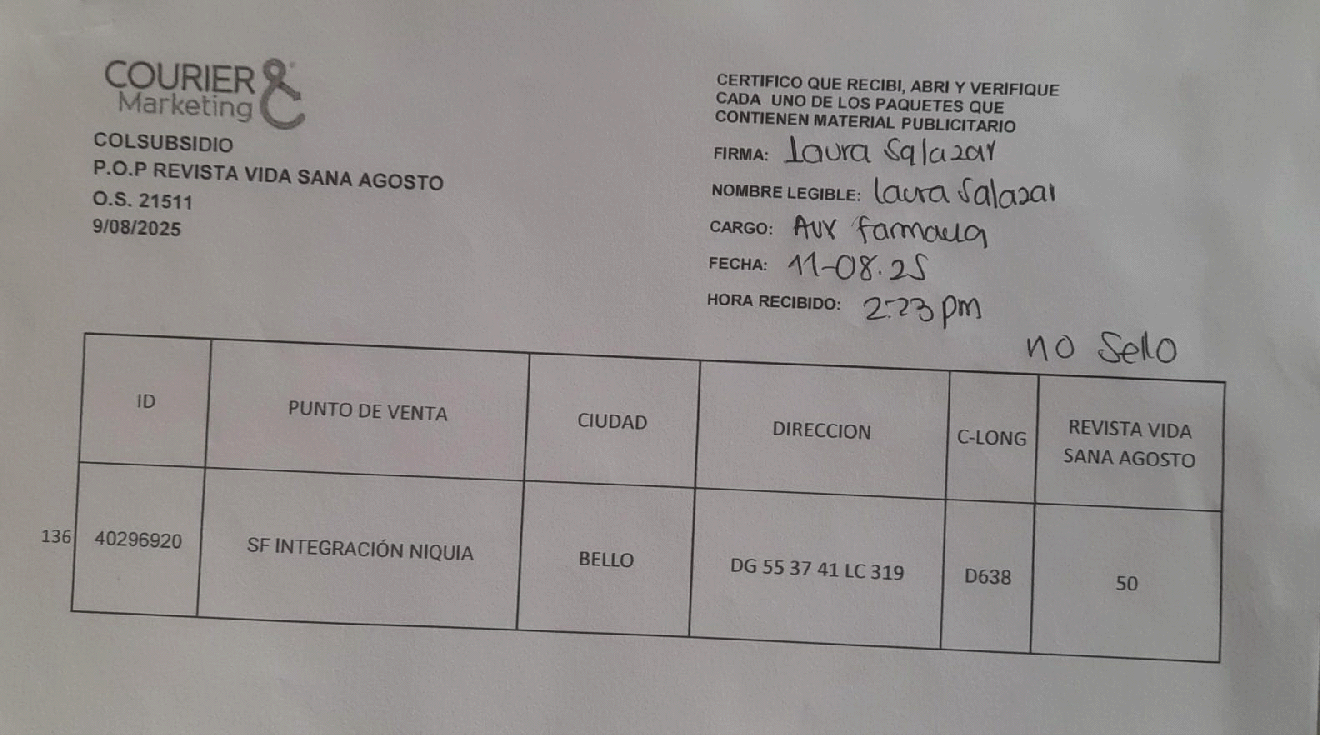 COURIER
Marketing
COLSUBSIDIO
P.O.P REVISTA VIDA SANA AGOSTO
O.S. 21511
9/08/2025
CERTIFICO QUE RECIBI, ABRI Y VERIFIQUE
CADA UNO DE LOS PAQUETES QUE
CONTIENEN MATERIAL PUBLICITARIO
FIRMA: Laura Salazar
NOMBRE LEGIBLE: Laura Salazar
CARGO: Aux farmacia
FECHA: 11-08.25
HORA RECIBIDO: 2:23 pm
no Sello
ID PUNTO DE VENTA CIUDAD DIRECCION C-LONG REVISTA VIDA
SANA AGOSTO
136 40296920 SF INTEGRACIÓN NIQUIA BELLO DG 55 37 41 LC 319 D638 50